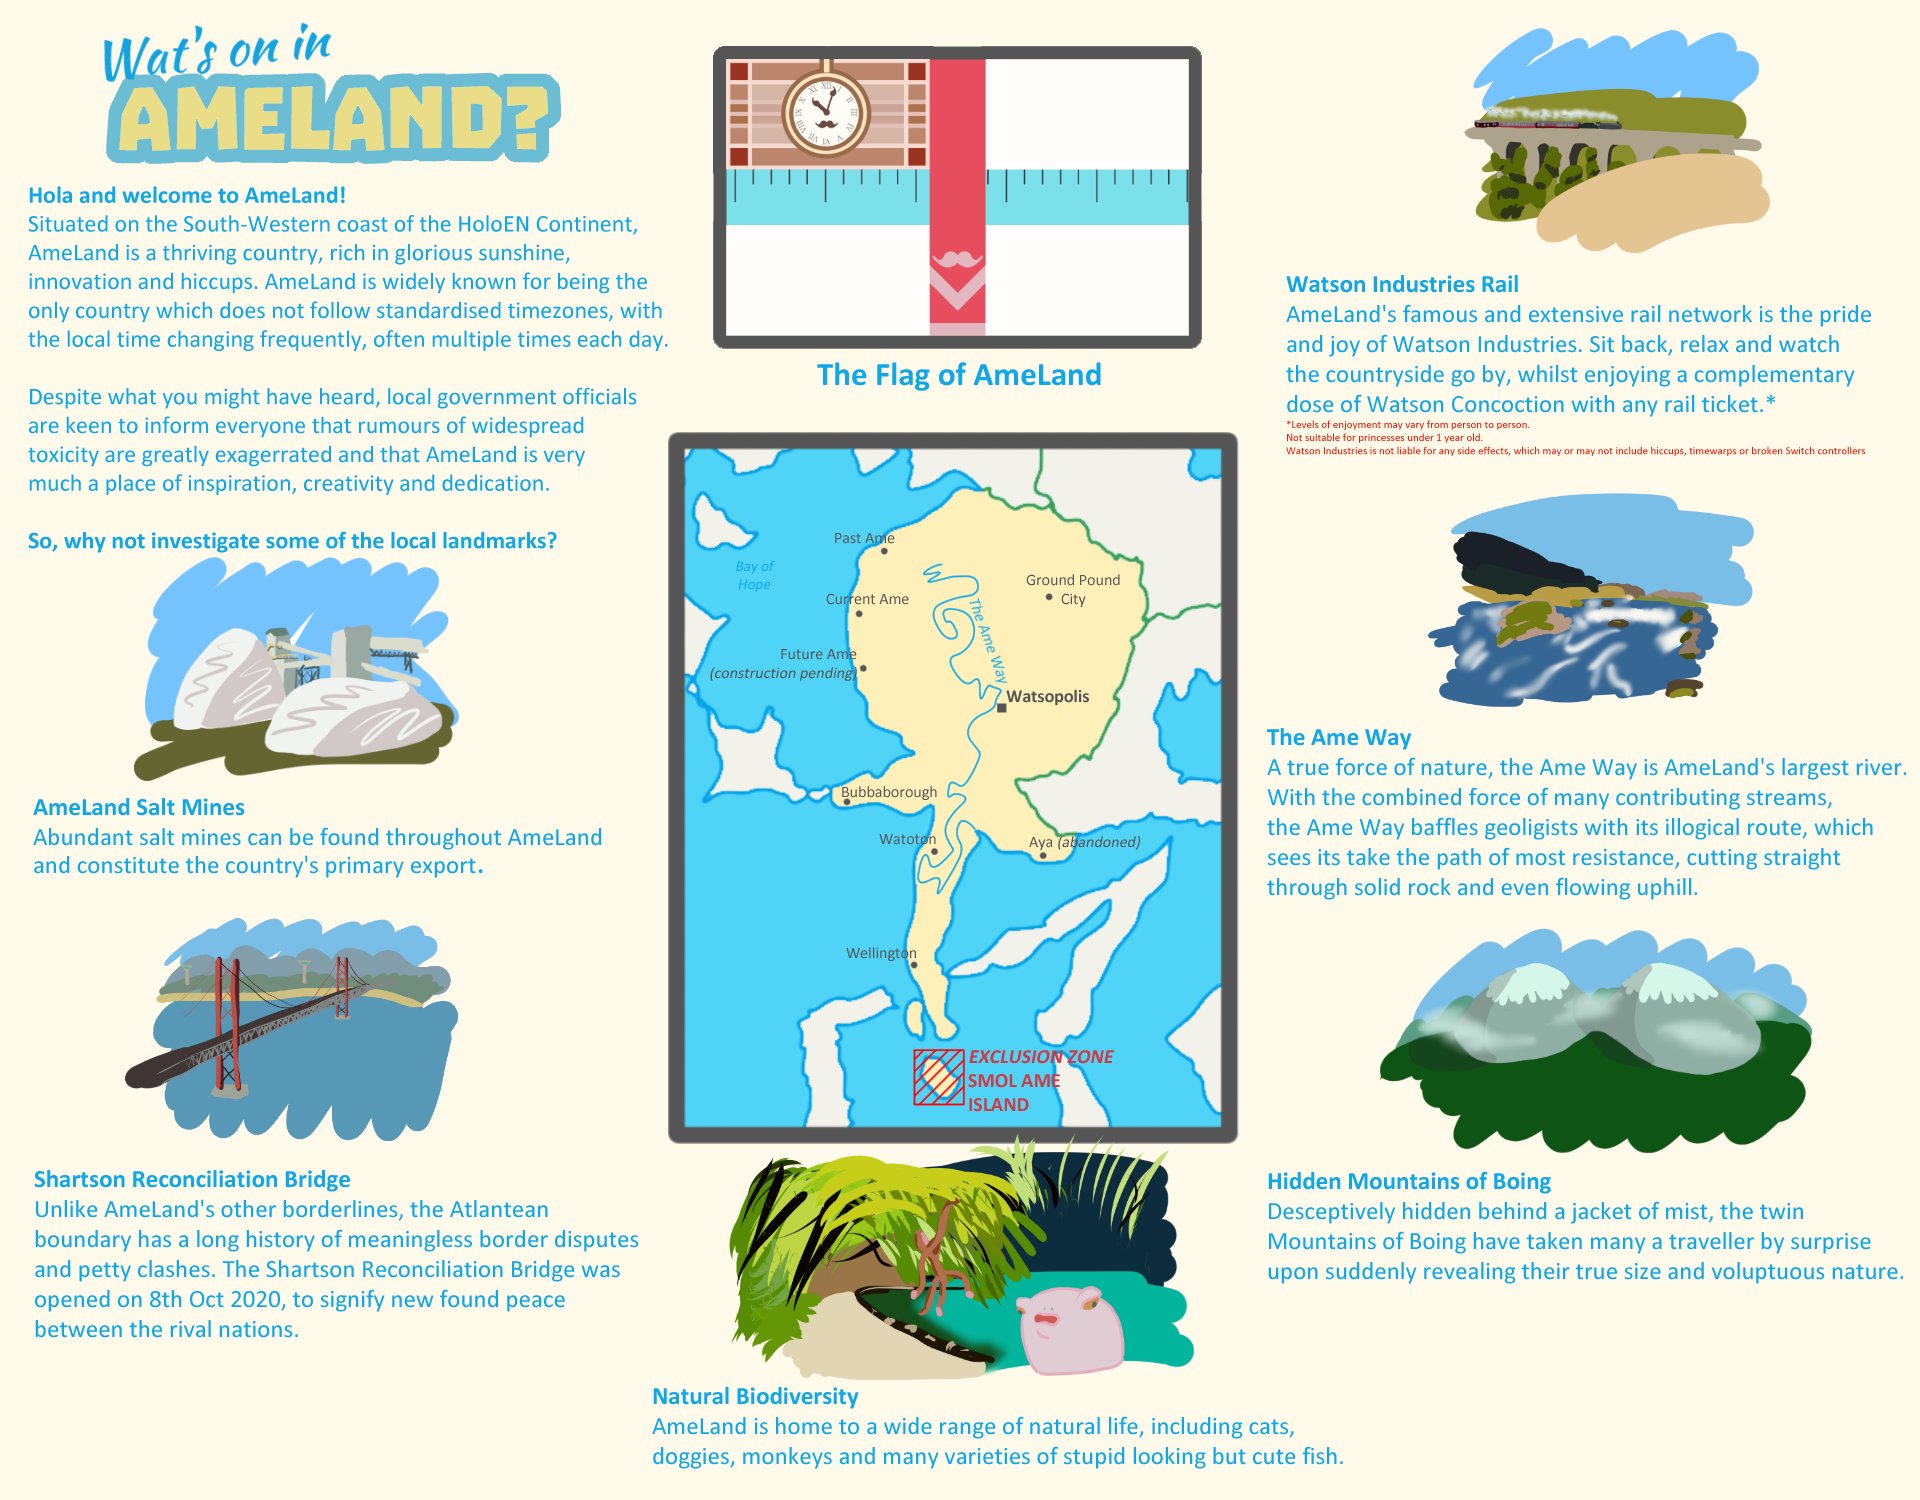 Wat's on in
AMELAND?
Hola and welcome to AmeLand!
Situated on the South-Western coast of the HoloEN Continent,
AmeLand is a thriving country, rich in glorious sunshine,
innovation and hiccups. AmeLand is widely known for being the
only country which does not follow standardised timezones, with
the local time changing frequently, often multiple times each day.
Despite what you might have heard, local government officials
are keen to inform everyone that rumours of widespread
toxicity are greatly exagerrated and that AmeLand is very
much a place of inspiration, creativity and dedication.
So, why not investigate some of the local landmarks?
AmeLand Salt Mines
Abundant salt mines can be found throughout AmeLand
and constitute the country's primary export.
Shartson Reconciliation Bridge
Unlike AmeLand's other borderlines, the Atlantean
boundary has a long history of meaningless border disputes
and petty clashes. The Shartson Reconciliation Bridge was
opened on 8th Oct 2020, to signify new found peace
between the rival nations.
XII
I
II
III
IV
V
VI
VII
VIII
IX
X
XI
The Flag of AmeLand
Past Ame
Bay of
Hope
Ground Pound
City
Current Ame
The Ame Way
Future Ame
(construction pending)
Watsopolis
Bubbaborough
Watoton
Aya (abandoned)
Wellington
EXCLUSION ZONE
SMOL AME
ISLAND
Natural Biodiversity
AmeLand is home to a wide range of natural life, including cats,
doggies, monkeys and many varieties of stupid looking but cute fish.
Watson Industries Rail
AmeLand's famous and extensive rail network is the pride
and joy of Watson Industries. Sit back, relax and watch
the countryside go by, whilst enjoying a complementary
dose of Watson Concoction with any rail ticket.*
*Levels of enjoyment may vary from person to person.
Not suitable for princesses under 1 year old.
Watson Industries is not liable for any side effects, which may or may not include hiccups, timewarps or broken Switch controllers
The Ame Way
A true force of nature, the Ame Way is AmeLand's largest river.
With the combined force of many contributing streams,
the Ame Way baffles geoligists with its illogical route, which
sees its take the path of most resistance, cutting straight
through solid rock and even flowing uphill.
Hidden Mountains of Boing
Desceptively hidden behind a jacket of mist, the twin
Mountains of Boing have taken many a traveller by surprise
upon suddenly revealing their true size and voluptuous nature.